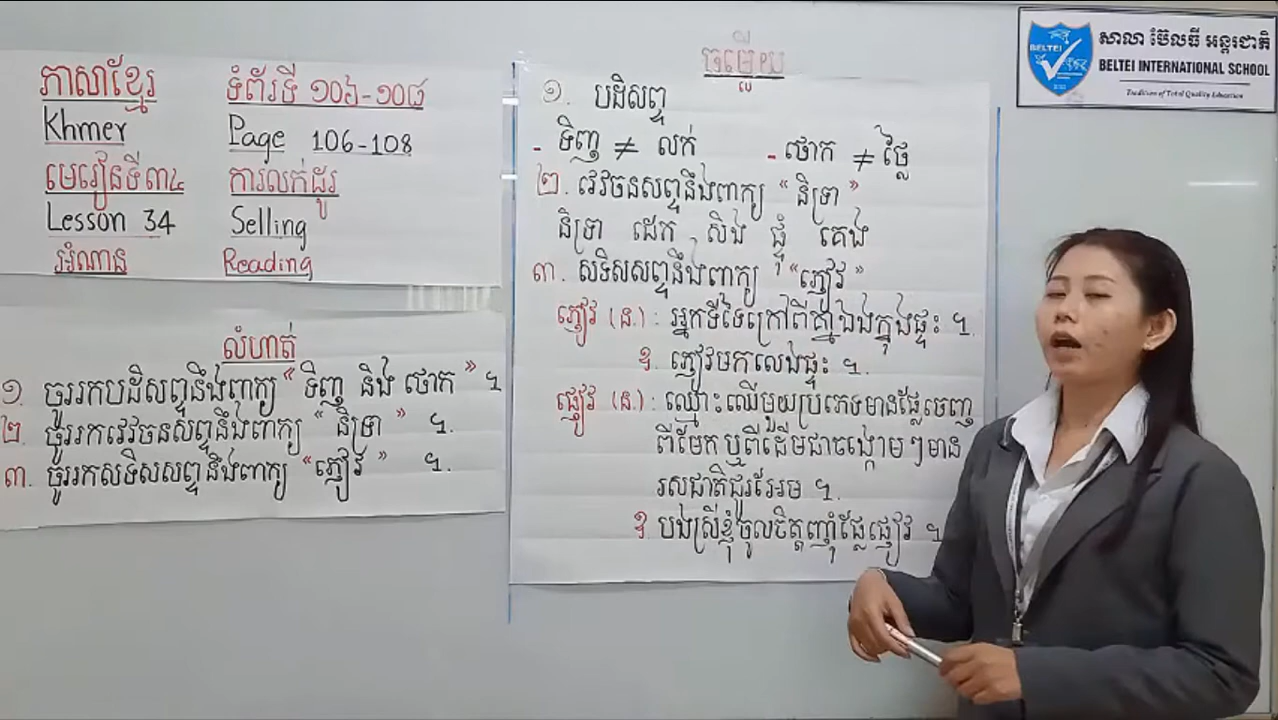 ភាសាខ្មែរ ទំព័រទី ១០៦-១០៨
Khmer Page 106-108
មេរៀនទី៣៤ ការលក់ដូរ
Lesson 34 Selling
អំណាន Reading
លំហាត់
១. ចូររកបដិសព្ទនឹងពាក្យ “ ទិញ និង ថោក ” ។
២. ចូររកវេវចនសព្ទនឹងពាក្យ “ និទ្រា ” ។
៣. ចូររកសទិសសព្ទនឹងពាក្យ “ ភ្ញៀវ ” ។
ចម្លើយ
១. បដិសព្ទ
- ទិញ ≠ លក់ - ថោក ≠ ថ្លៃ
២. វេវចនសព្ទនឹងពាក្យ “ និទ្រា ”
និទ្រា ដេក សិង ផ្ទុំ គេង
៣. សទិសសព្ទនឹងពាក្យ “ភ្ញៀវ”
ភ្ញៀវ (ន.) : អ្នកទីទៃក្រៅពីគ្នាឯងក្នុងផ្ទះ ។
ឧ. ភ្ញៀវមកលេងផ្ទះ ។
ផ្ញៀវ (ន.) : ឈ្មោះឈើមួយប្រភេទមានផ្លែចេញ
ពីមែក ឬពីដើមជាចង្កោមៗមាន
រសជាតិជូរអែម ។
ឧ. បងស្រីខ្ញុំចូលចិត្តញ៉ាំផ្លែផ្ញៀវ ។
សាលា ប៊ែលធី អន្តរជាតិ
BELTEI INTERNATIONAL SCHOOL
Tradition of Total Quality Education
BELTEI